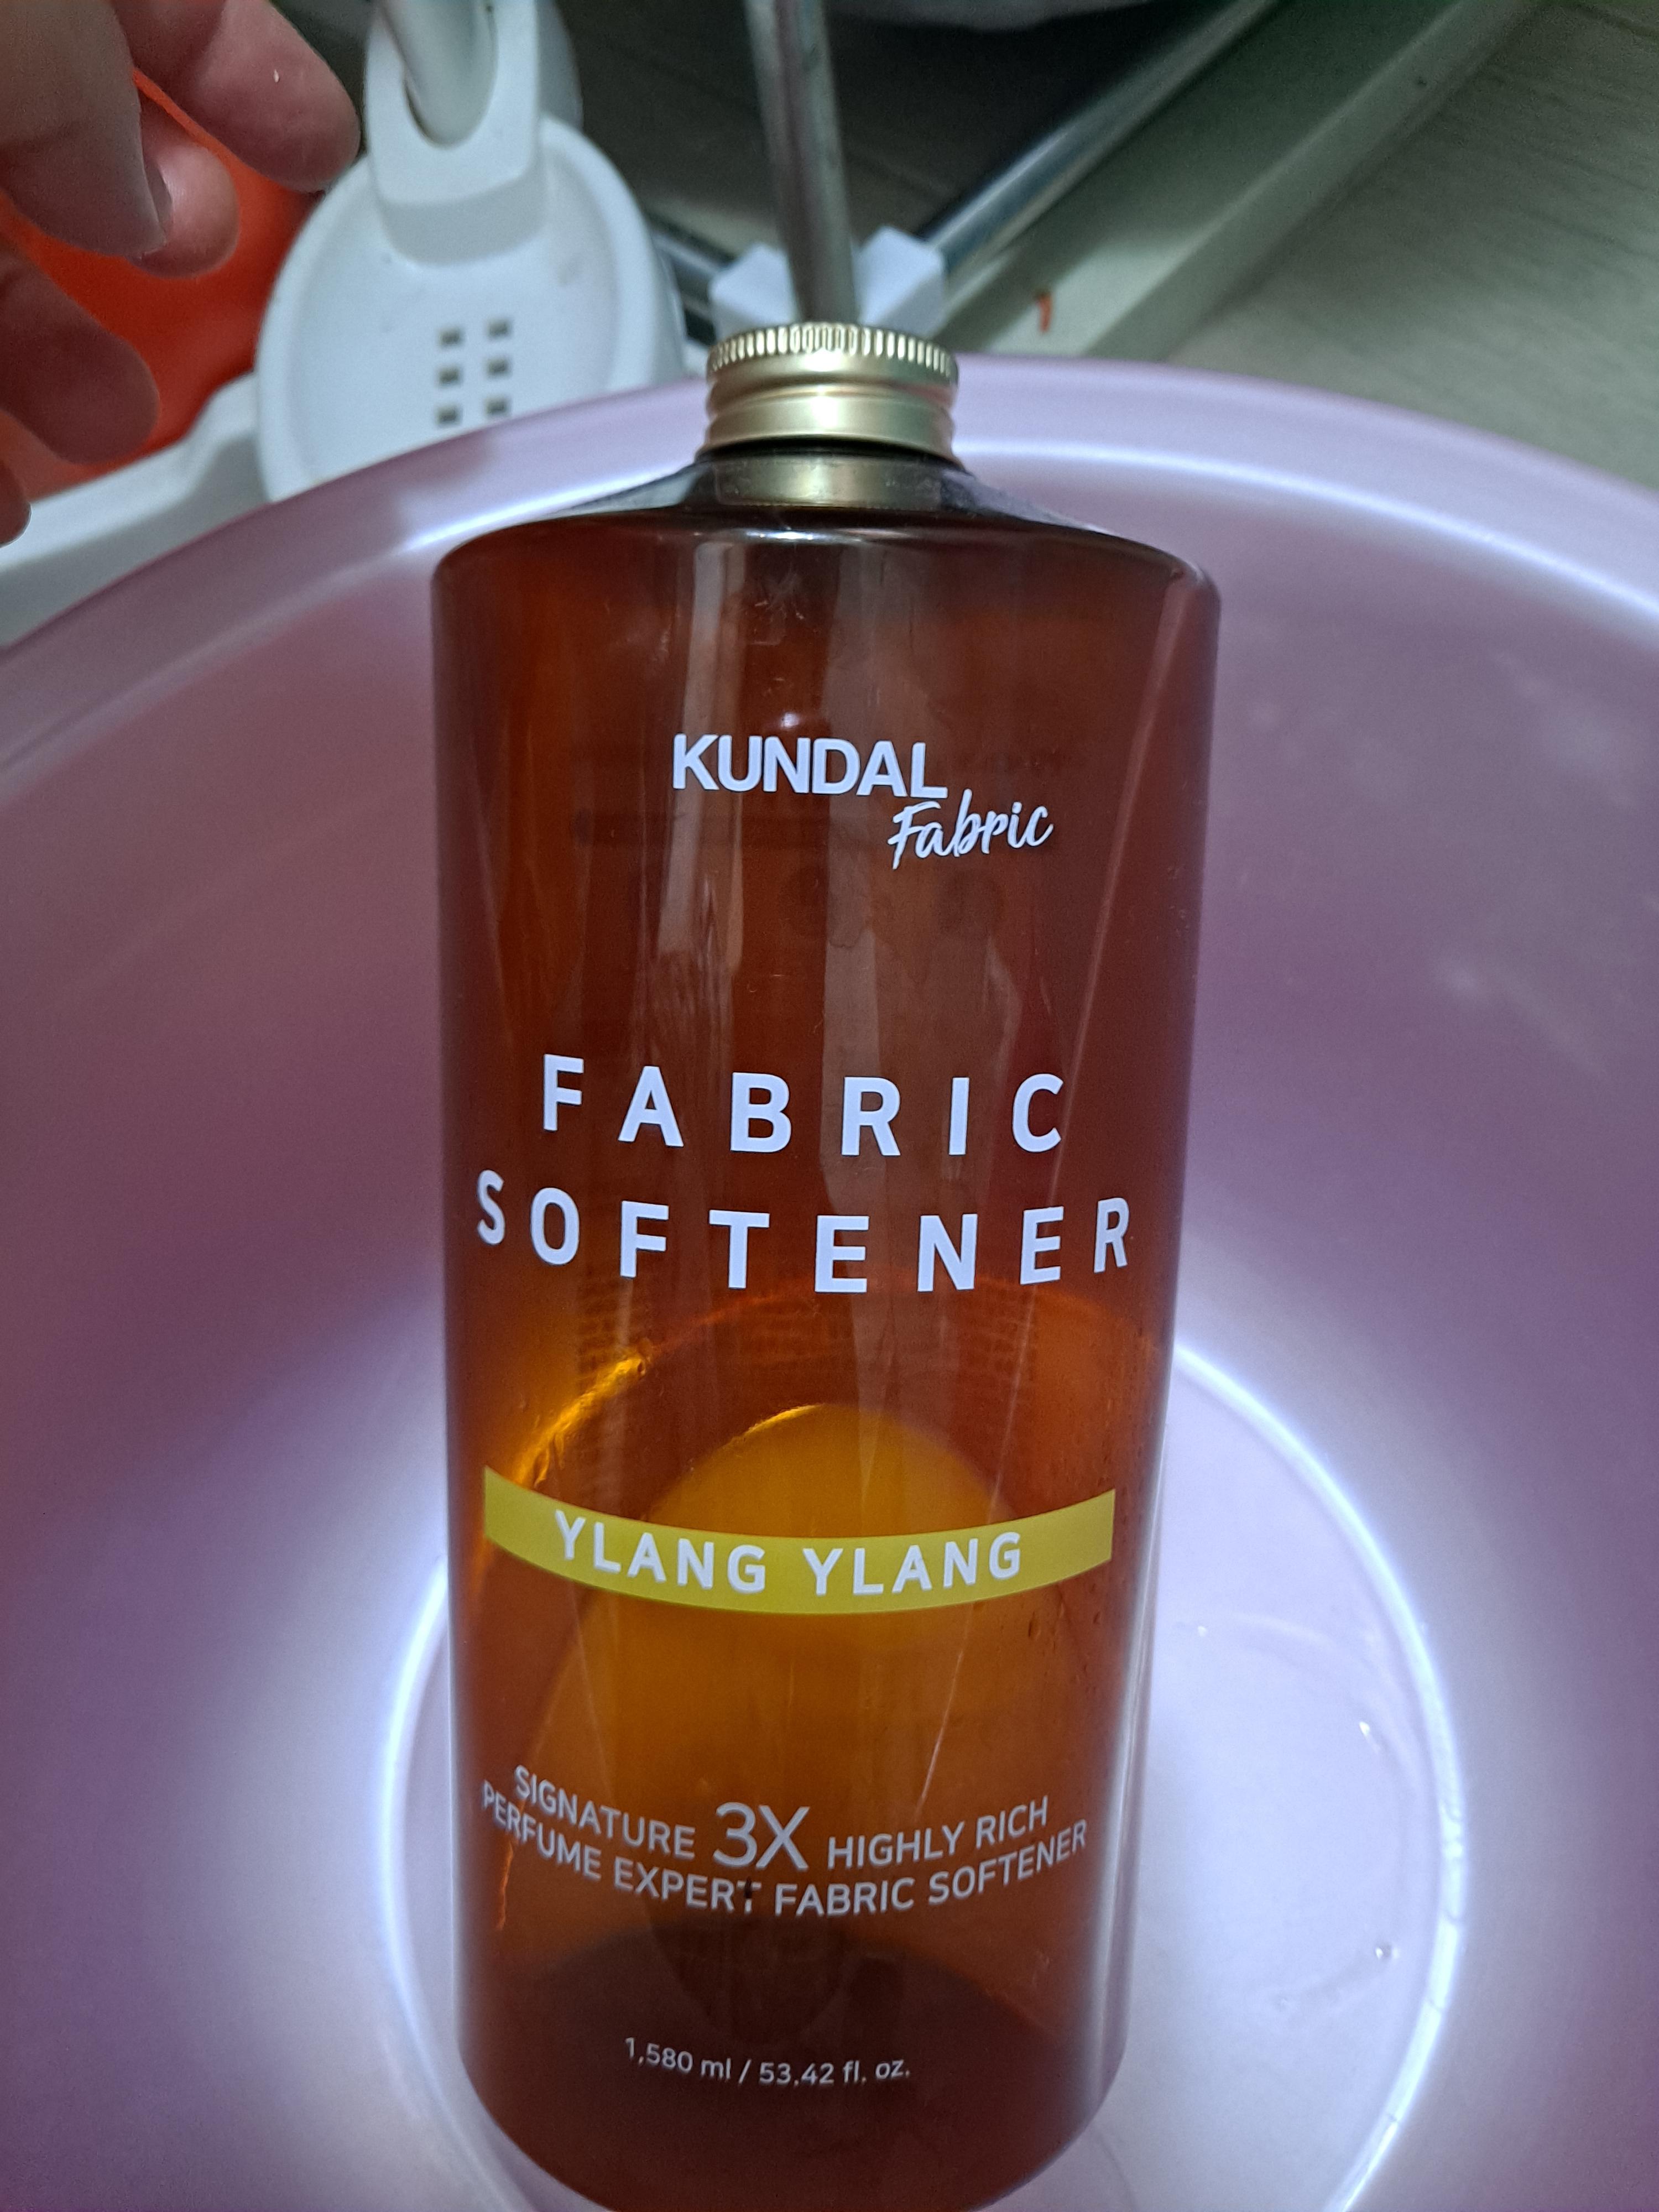 KUNDAL
Fabric
FABRIC
SOFTENER
YLANG YLANG
SIGNATURE 3X HIGHLY RICH
PERFUME EXPERT FABRIC SOFTENER
1,580 ml / 53.42 fl. oz.